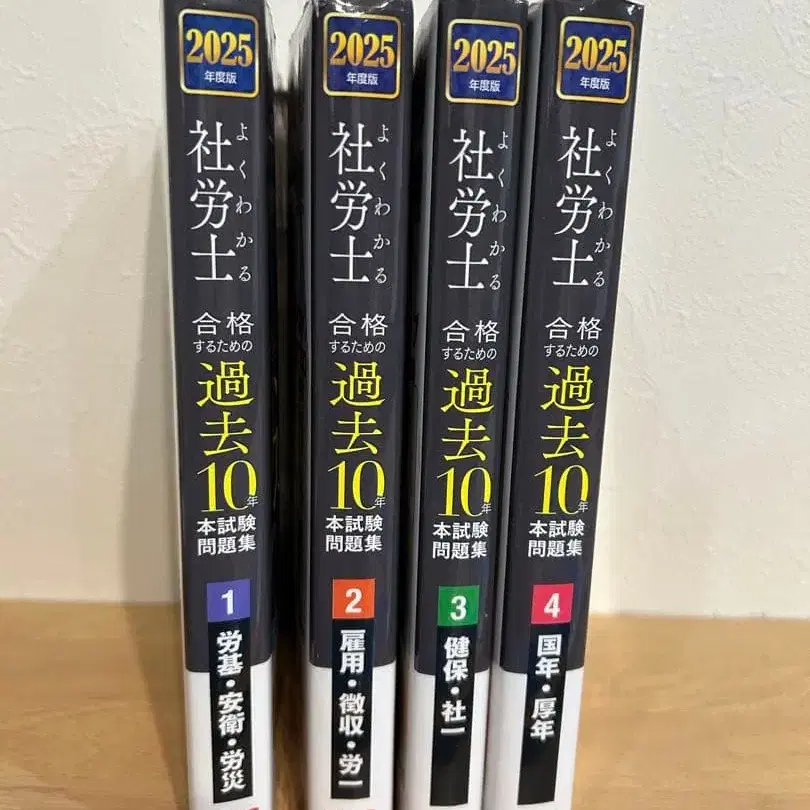 2025
年度版
よくわかる
社労士
合格
するための
過去
10年
本試験
問題集
1
労基・安衛・労災
2025
年度版
よくわかる
社労士
合格
するための
過去
10年
本試験
問題集
2
雇用・徴収・労一
2025
年度版
よくわかる
社労士
合格
するための
過去
10年
本試験
問題集
3
健保・社一
2025
年度版
よくわかる
社労士
合格
するための
過去
10年
本試験
問題集
4
国年・厚年